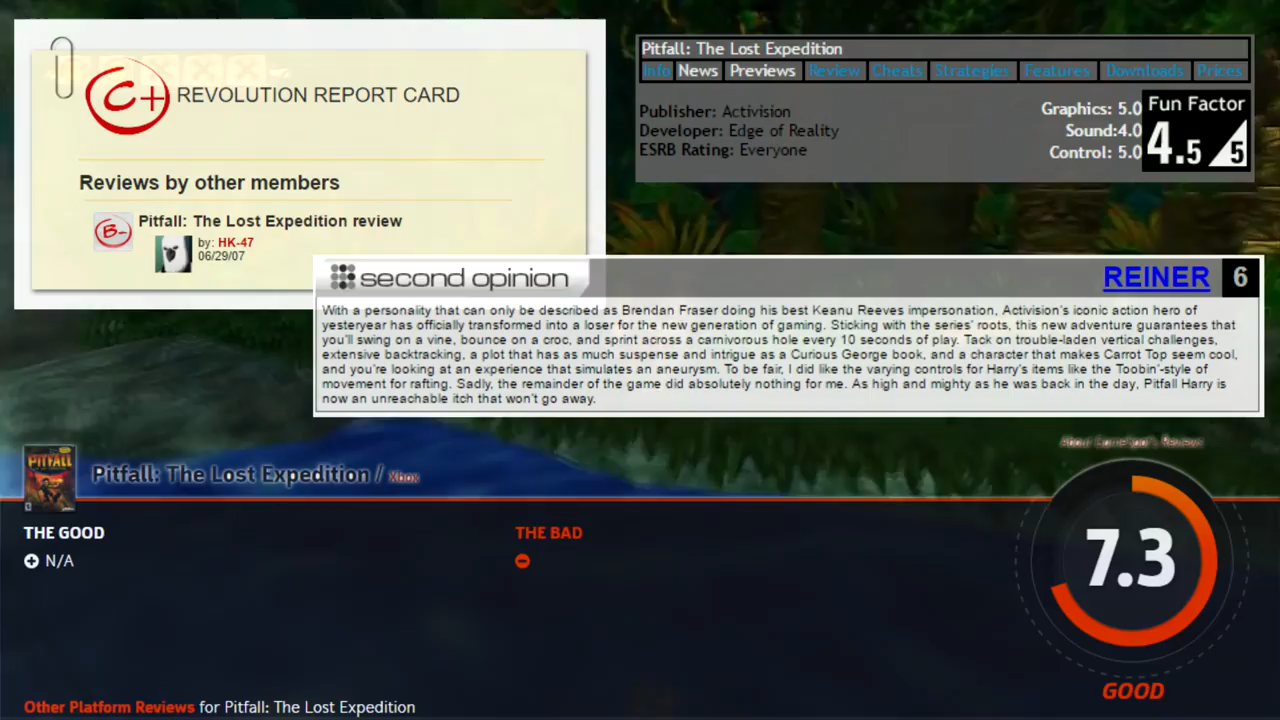 C+ REVOLUTION REPORT CARD
Reviews by other members
B- Pitfall: The Lost Expedition review
by: HK-47
06/29/07
Pitfall: The Lost Expedition
Info News Previews Review Cheats Strategies Features Downloads Prices
Publisher: Activision
Developer: Edge of Reality
ESRB Rating: Everyone
Graphics: 5.0
Sound:4.0
Control: 5.0
Fun Factor
4.5 5
second opinion
REINER 6
With a personality that can only be described as Brendan Fraser doing his best Keanu Reeves impersonation, Activision's iconic action hero of
yesteryear has officially transformed into a loser for the new generation of gaming. Sticking with the series' roots, this new adventure guarantees that
you'll swing on a vine, bounce on a croc, and sprint across a carnivorous hole every 10 seconds of play. Tack on trouble-laden vertical challenges,
extensive backtracking, a plot that has as much suspense and intrigue as a Curious George book, and a character that makes Carrot Top seem cool,
and you're looking at an experience that simulates an aneurysm. To be fair, I did like the varying controls for Harry's items like the Toobin'-style of
movement for rafting. Sadly, the remainder of the game did absolutely nothing for me. As high and mighty as he was back in the day, Pitfall Harry is
now an unreachable itch that won't go away.
About GameSpot's Reviews
PITFALL
Pitfall: The Lost Expedition / Xbox
THE GOOD
N/A
THE BAD
7.3
GOOD
Other Platform Reviews for Pitfall: The Lost Expedition